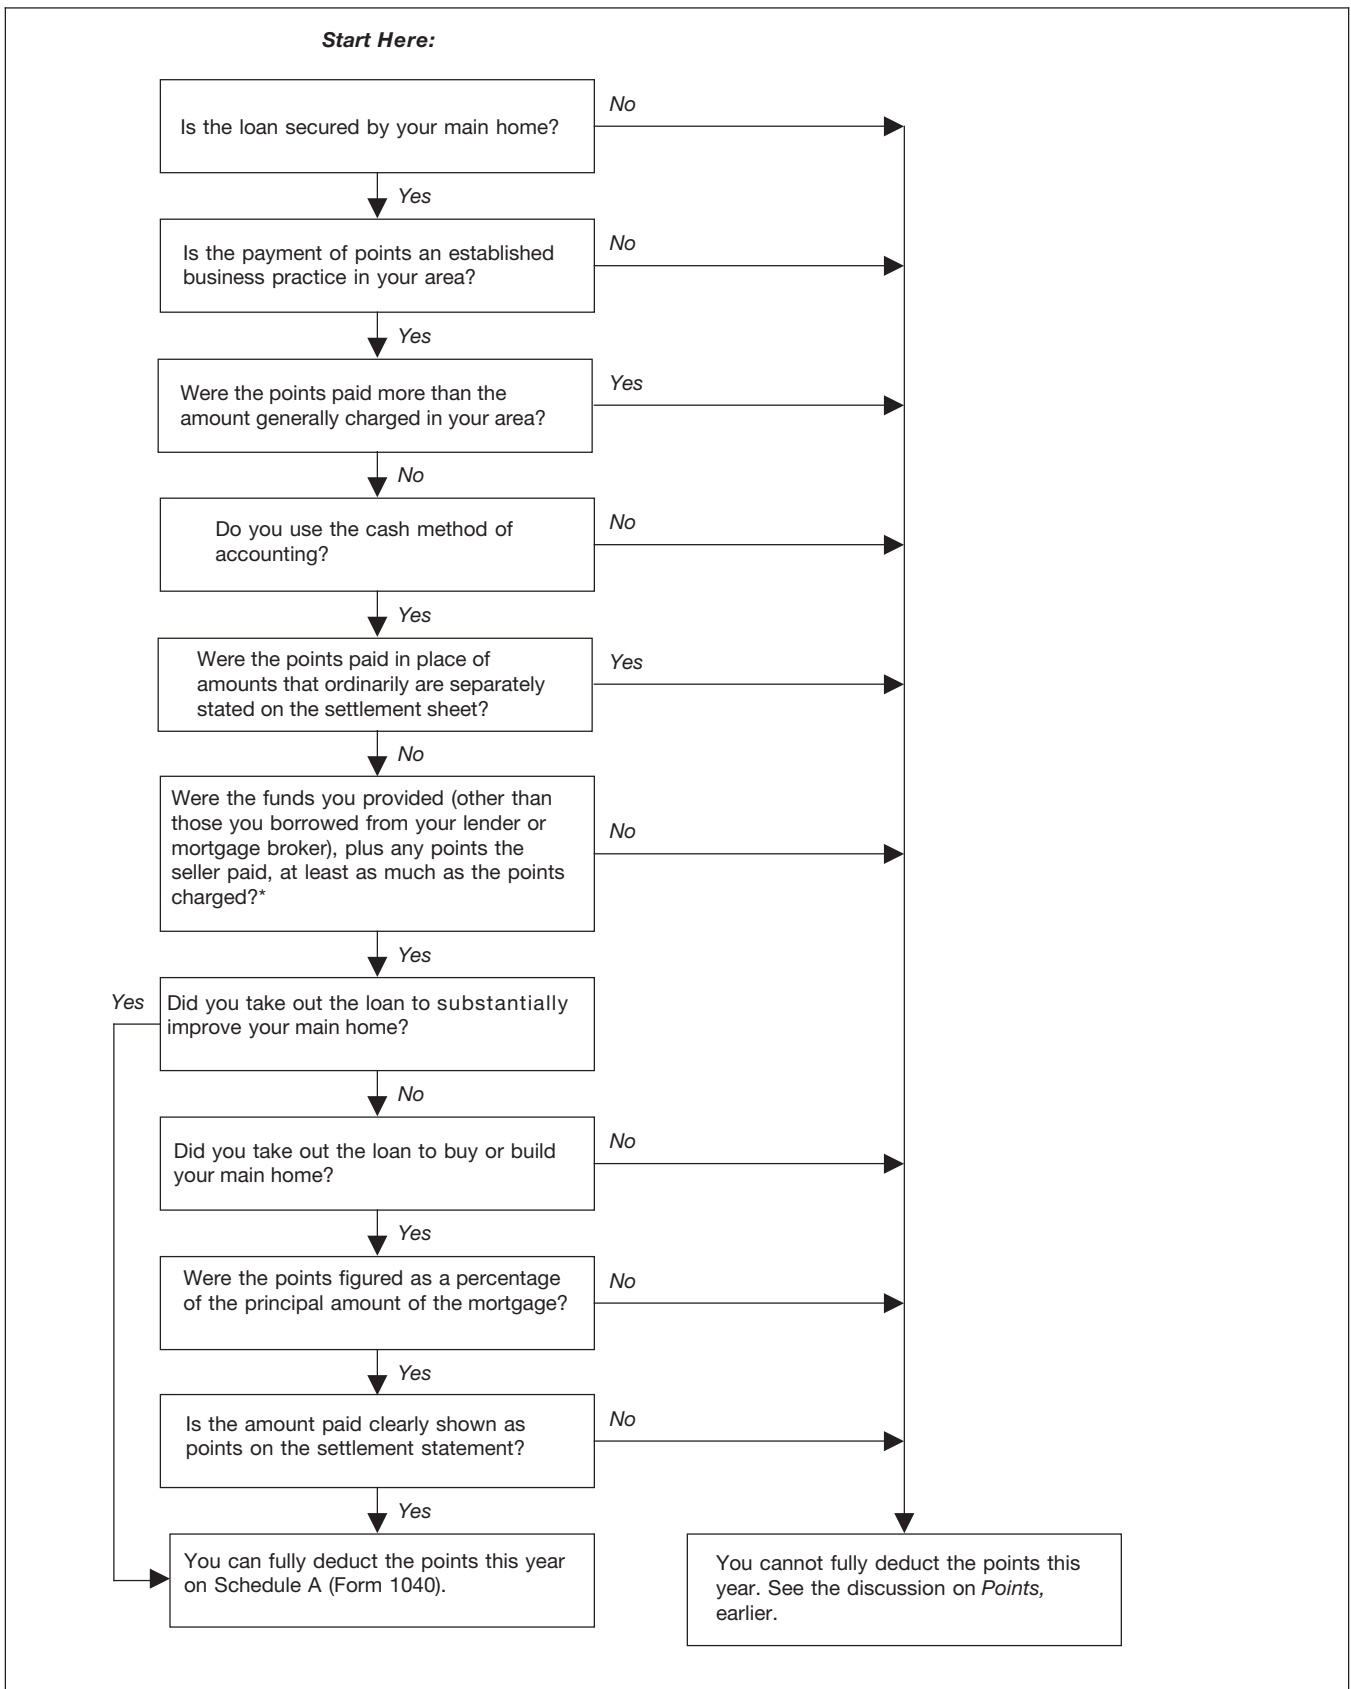 Start Here:
Is the loan secured by your main home?
No
Yes
Is the payment of points an established
business practice in your area?
No
Yes
Were the points paid more than the
amount generally charged in your area?
Yes
No
Do you use the cash method of
accounting?
No
Yes
Were the points paid in place of
amounts that ordinarily are separately
stated on the settlement sheet?
Yes
No
Were the funds you provided (other than
those you borrowed from your lender or
mortgage broker), plus any points the
seller paid, at least as much as the points
charged?*
No
Yes
Yes
Did you take out the loan to substantially
improve your main home?
No
Did you take out the loan to buy or build
your main home?
No
Yes
Were the points figured as a percentage
of the principal amount of the mortgage?
No
Yes
Is the amount paid clearly shown as
points on the settlement statement?
No
Yes
You can fully deduct the points this year
on Schedule A (Form 1040).
You cannot fully deduct the points this
year. See the discussion on Points,
earlier.